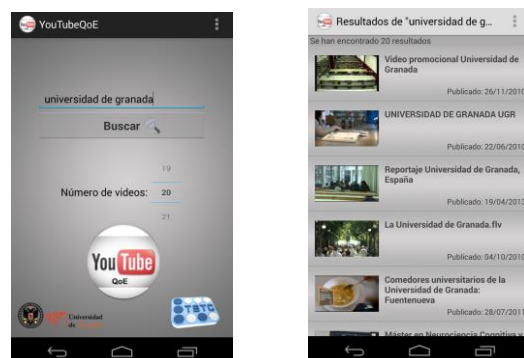 YouTubeQoE
universidad de granada
Buscar
19
Número de videos: 20
21
You Tube
QoE
Universidad
de
Resultados de "universidad de g...
Se han encontrado 20 resultados
Video promocional Universidad de
Granada
Publicado: 26/11/2010
UNIVERSIDAD DE GRANADA UGR
Publicado: 22/06/2010
Reportaje Universidad de Granada,
España
Publicado: 19/04/2013
La Universidad de Granada.flv
Publicado: 04/10/2010
Comedores universitarios de la
Universidad de Granada:
Fuentenueva
Publicado: 28/07/2011
Máster en Neurociencia Cognitiva y